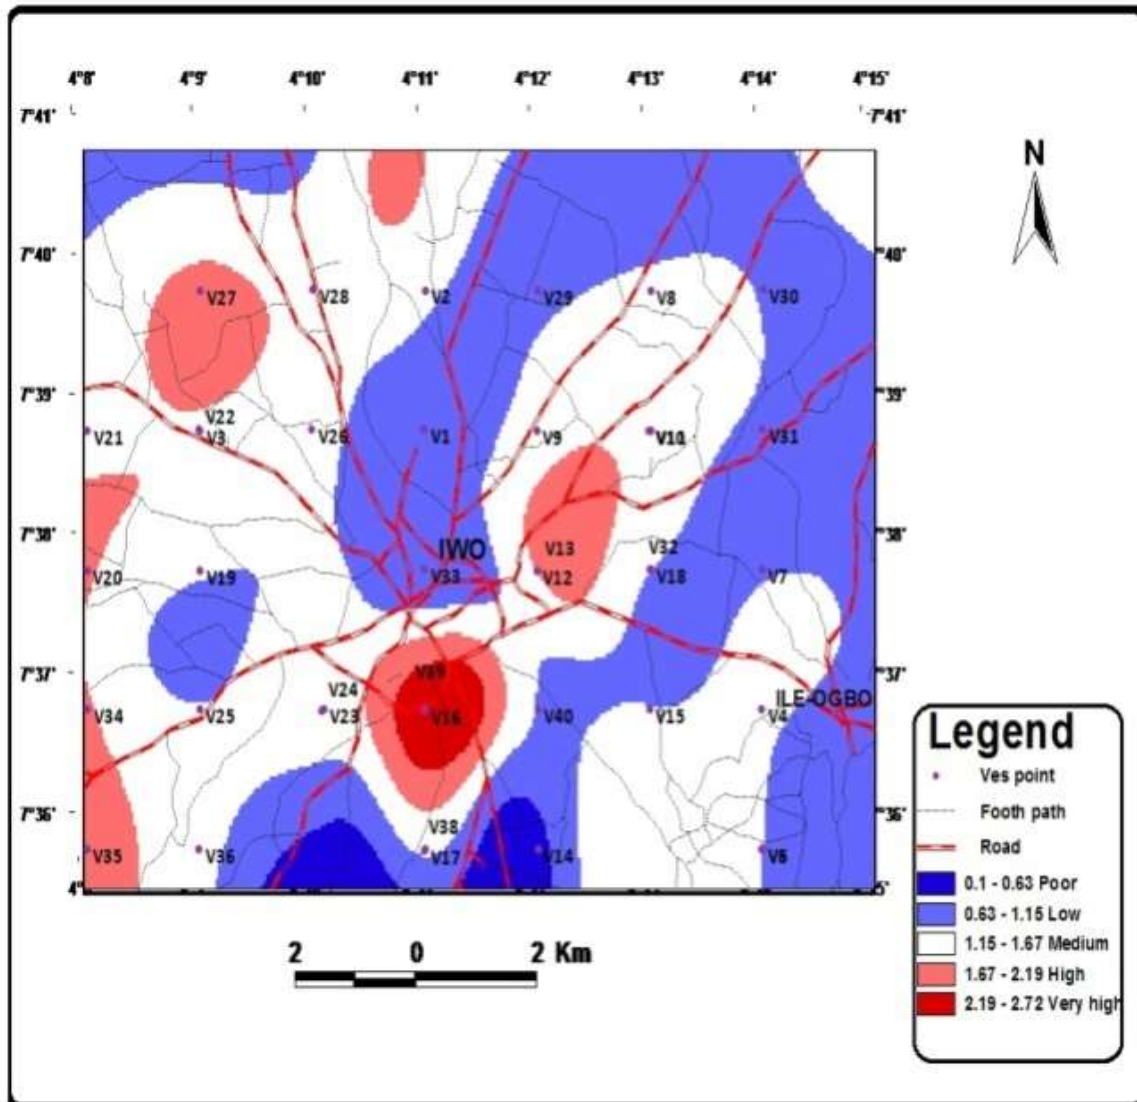 4°8' 4°9' 4°10' 4°11' 4°12' 4°13' 4°14' 4°15'
7°41' 7°41'
N
7°40' 7°40'
V27 V28 V2 V29 V8 V30
7°39' 7°39'
V22
V21 V3 V26 V1 V9 V10 V31
7°38' 7°38'
IWO V13 V32
V20 V19 V33 V12 V18 V7
7°37' 7°37'
V39
V24 ILE-OGBO
V34 V25 V23 V16 V40 V15 V4
7°36' 7°36'
V38
V35 V36 V17 V14 V6
2 0 2 Km
Legend
Ves point
Footh path
Road
0.1 - 0.63 Poor
0.63 - 1.15 Low
1.15 - 1.67 Medium
1.67 - 2.19 High
2.19 - 2.72 Very high